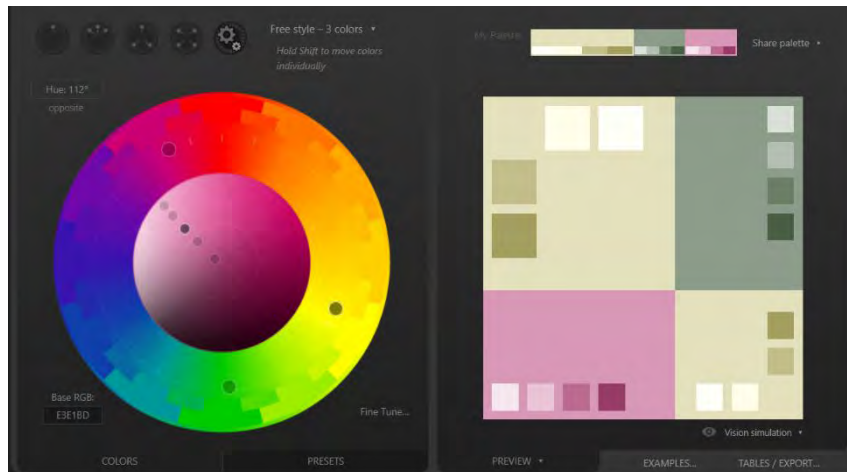 Free style – 3 colors
Hold Shift to move colors
individually
Hue: 112°
opposite
Base RGB:
E3E1BD
Fine Tune...
COLORS
PRESETS
My Palette
Share palette
Vision simulation
PREVIEW
EXAMPLES...
TABLES / EXPORT...